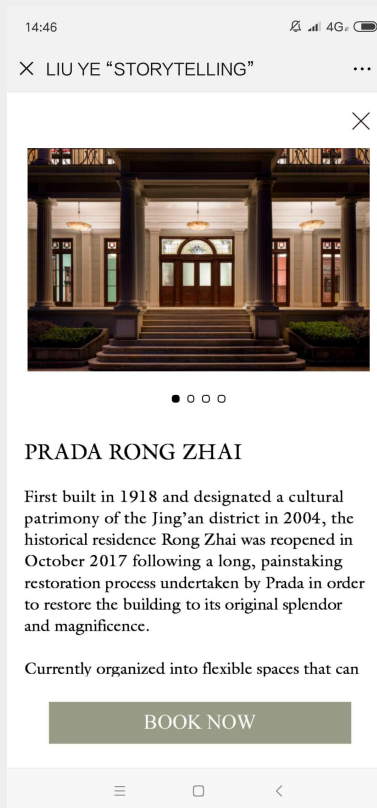 14:46
4G
LIU YE “STORYTELLING”
PRADA RONG ZHAI
First built in 1918 and designated a cultural
patrimony of the Jing’an district in 2004, the
historical residence Rong Zhai was reopened in
October 2017 following a long, painstaking
restoration process undertaken by Prada in order
to restore the building to its original splendor
and magnificence.
Currently organized into flexible spaces that can
BOOK NOW